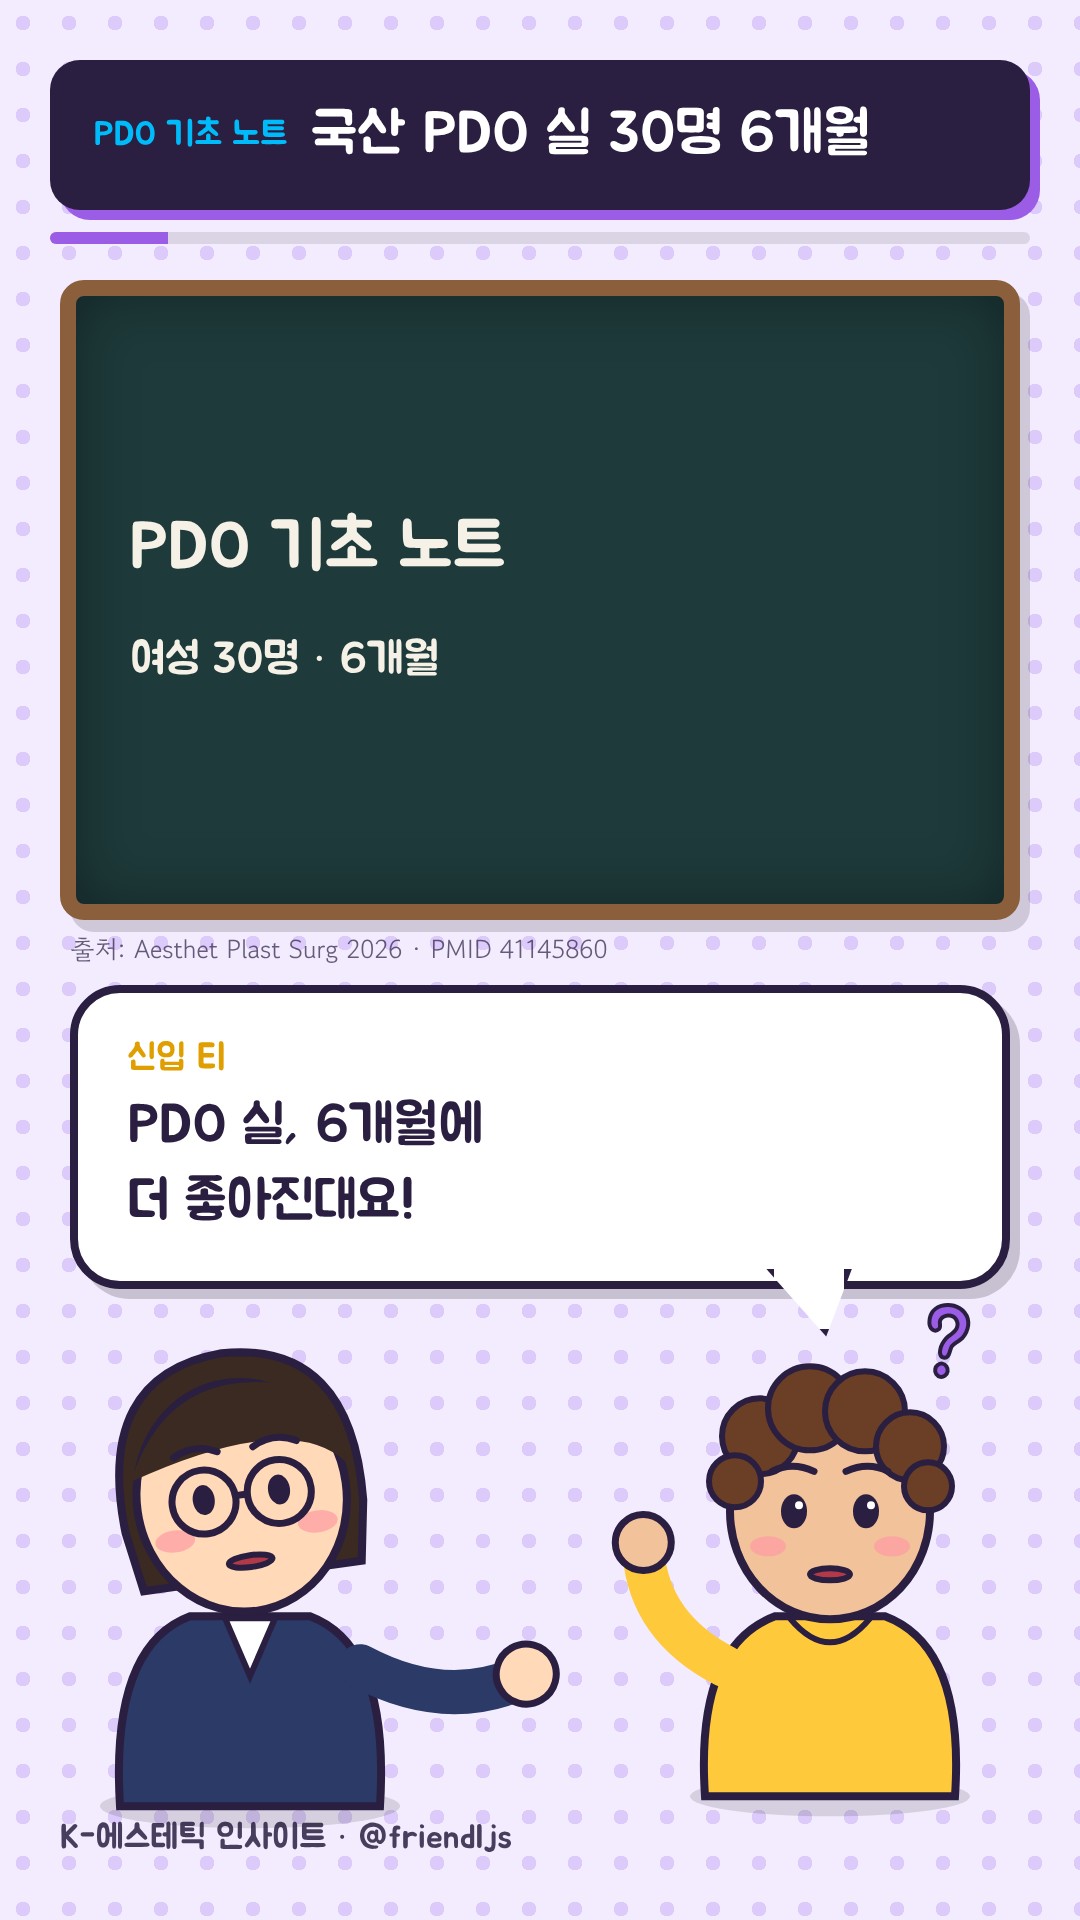 PDO 기초 노트 국산 PDO 실 30명 6개월
PDO 기초 노트
여성 30명 · 6개월
출처: Aesthet Plast Surg 2026 · PMID 41145860
신입 티
PDO 실, 6개월에
더 좋아진대요!
?
K-에스테틱 인사이트 · @friendljs